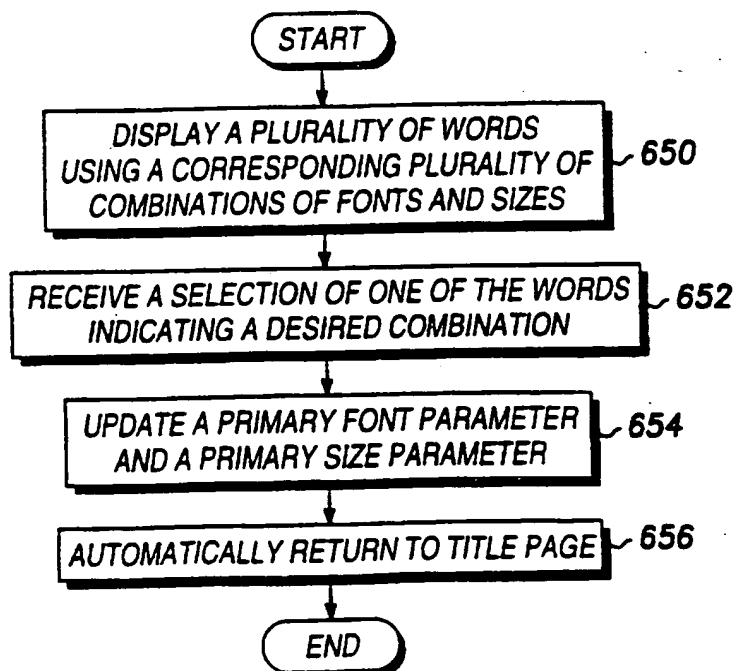 START
DISPLAY A PLURALITY OF WORDS
USING A CORRESPONDING PLURALITY OF
COMBINATIONS OF FONTS AND SIZES
650
RECEIVE A SELECTION OF ONE OF THE WORDS
INDICATING A DESIRED COMBINATION
652
UPDATE A PRIMARY FONT PARAMETER
AND A PRIMARY SIZE PARAMETER
654
AUTOMATICALLY RETURN TO TITLE PAGE
656
END